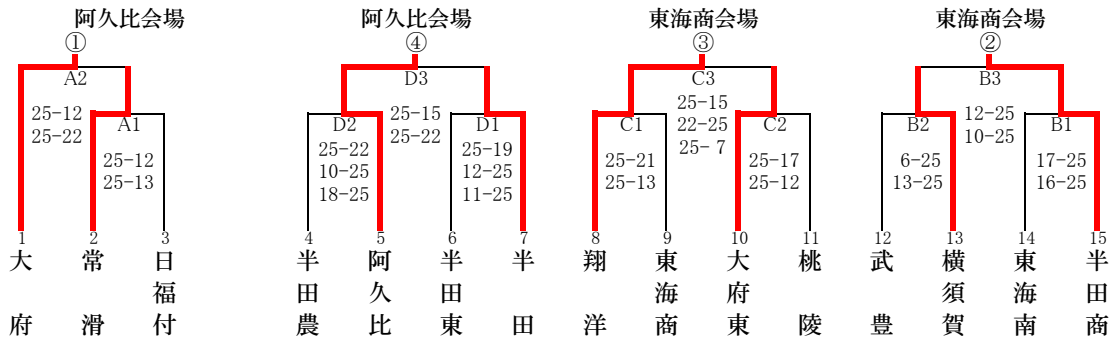 阿久比会場 阿久比会場 東海商会場 東海商会場
① ④ ③ ②
A2 D3 C3 B3
25-12
25-22
A1
25-12
25-13
25-15
25-22
D2
25-22
10-25
18-25
D1
25-19
12-25
11-25
25-15
22-25
25- 7
C1
25-21
25-13
C2
25-17
25-12
12-25
10-25
B2
6-25
13-25
B1
17-25
16-25
1 2 3 4 5 6 7 8 9 10 11 12 13 14 15
大府
常滑
日福付
半田農
阿久比
半田東
半田
翔洋
東海商
大府東
桃陵
武豊
横須賀
東海南
半田商